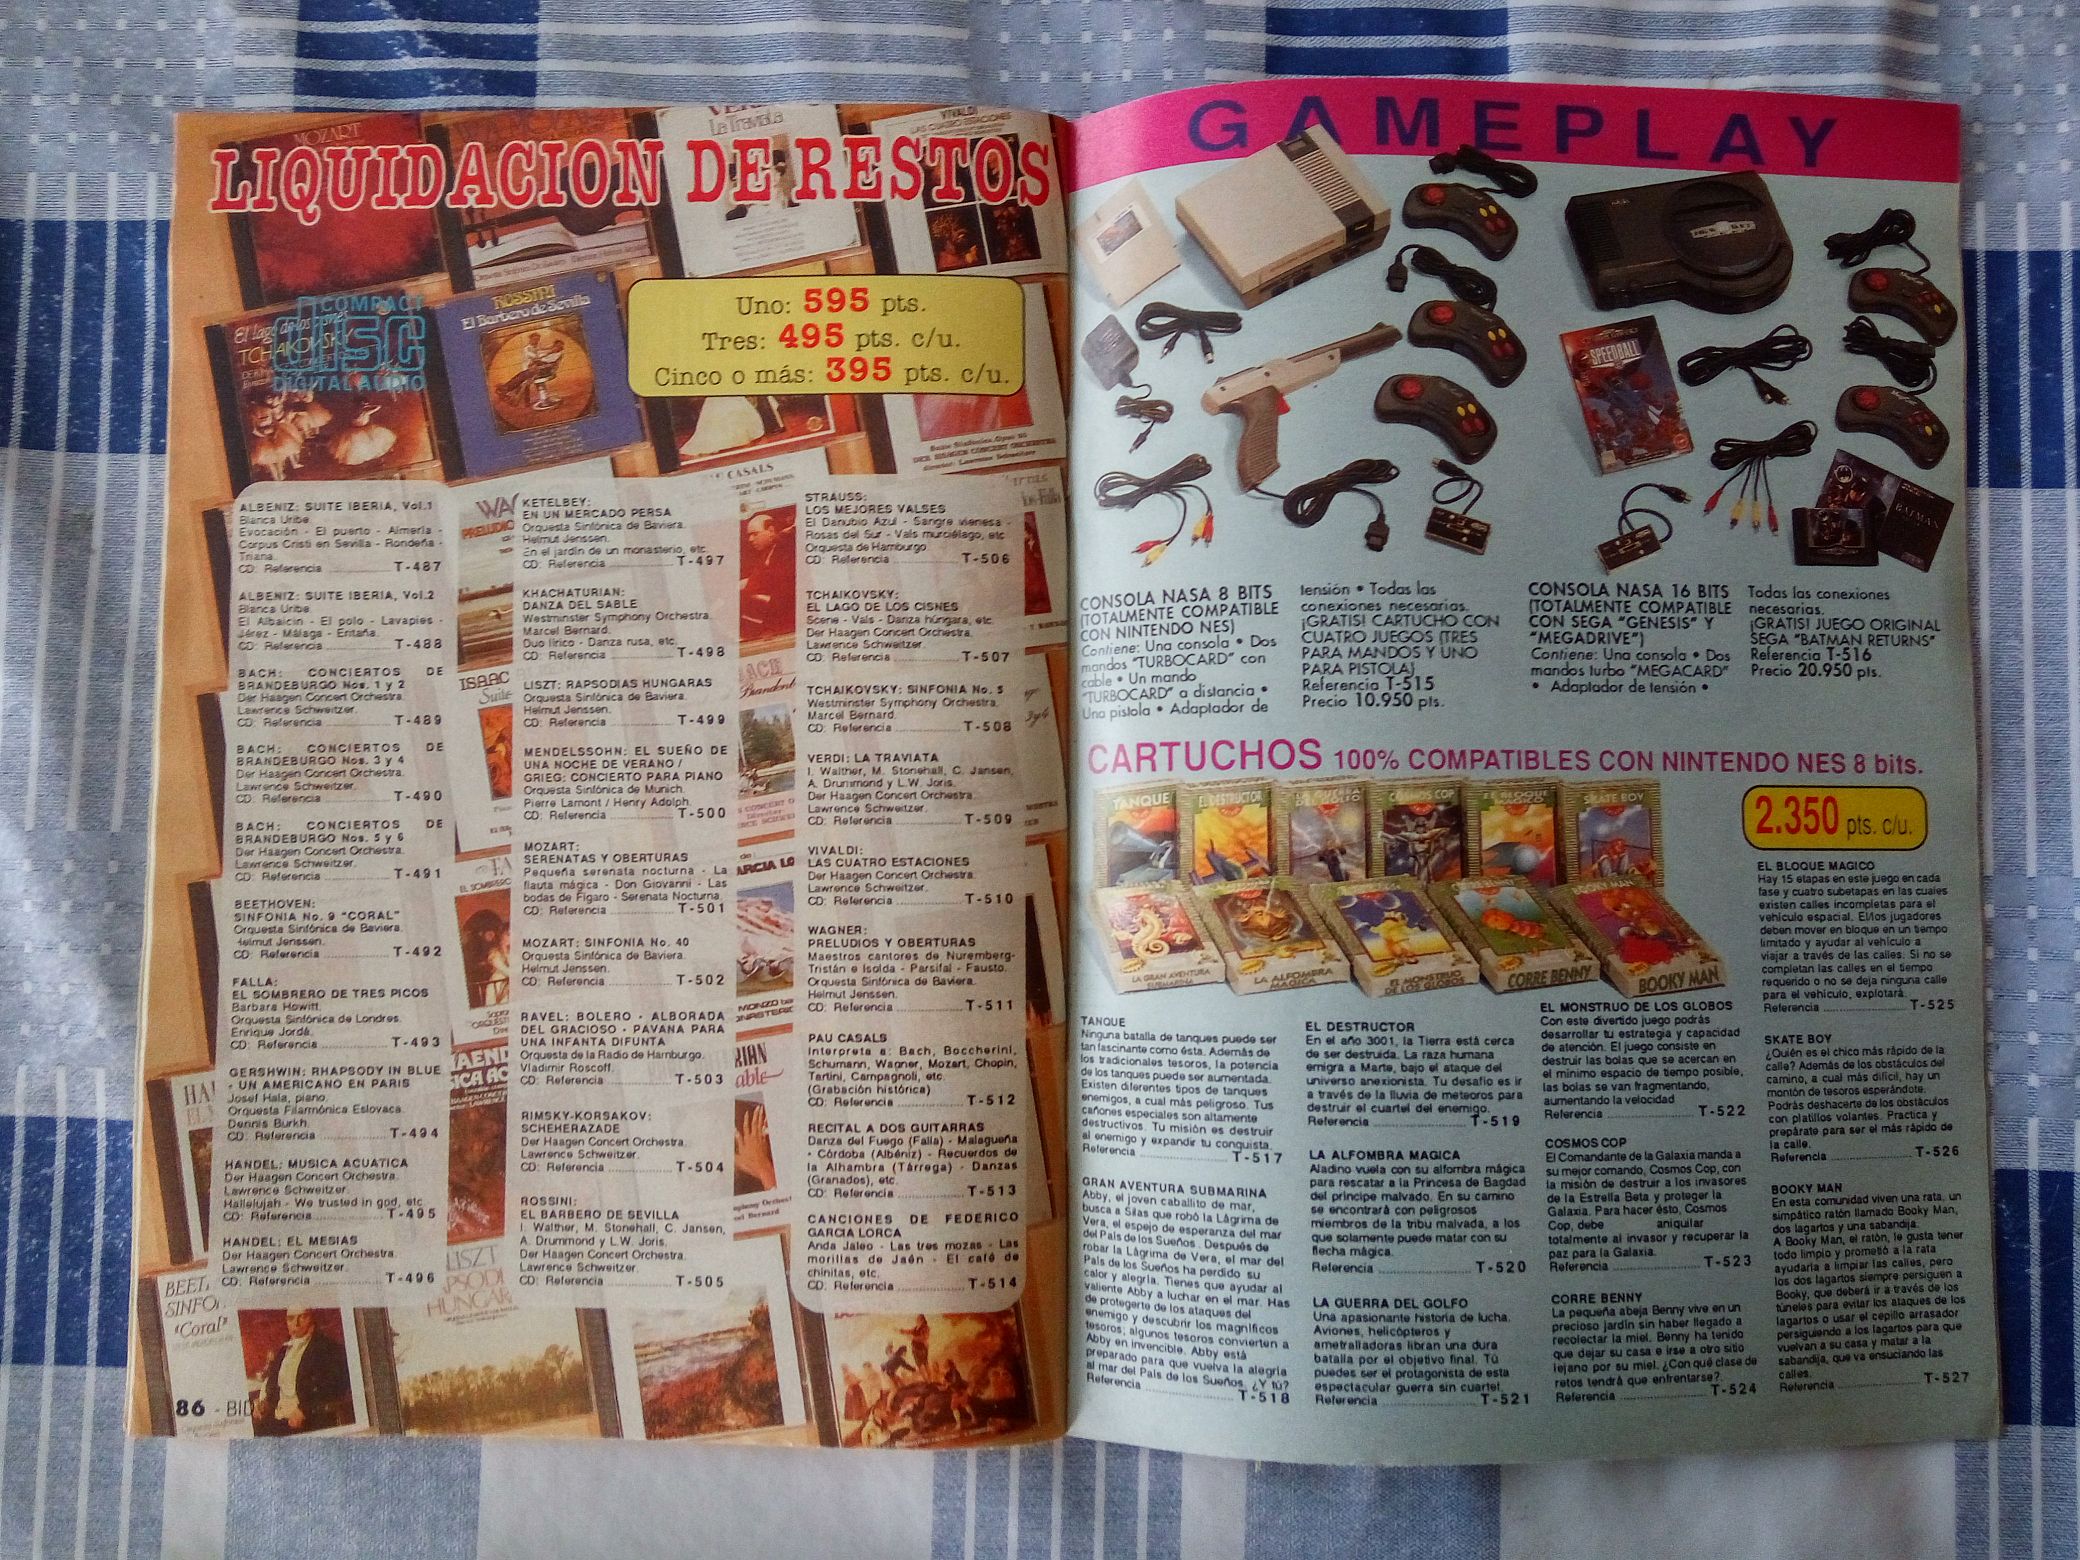 LIQUIDACION DE RESTOS
MOZART
La Traviata
VIVALDI
LAS CUATRO ESTACIONES
COMPACT
disc
DIGITAL AUDIO
El lago de los cisnes
TCHAIKOVSKY
ROSSINI
El Barbero de Sevilla
Uno: 595 pts.
Tres: 495 pts. c/u.
Cinco o más: 395 pts. c/u.
ALBENIZ: SUITE IBERIA, Vol.1
Blanca Uribe.
Evocación - El puerto - Almería -
Corpus Cristi en Sevilla - Rondeña -
Triana.
CD: Referencia T-487
ALBENIZ: SUITE IBERIA, Vol.2
Blanca Uribe.
El Albaicin - El polo - Lavapies -
Jérez - Málaga - Eritaña.
CD: Referencia T-488
BACH: CONCIERTOS DE
BRANDEBURGO Nos. 1 y 2
Der Haagen Concert Orchestra.
Lawrence Schweitzer.
CD: Referencia T-489
BACH: CONCIERTOS DE
BRANDEBURGO Nos. 3 y 4
Der Haagen Concert Orchestra.
Lawrence Schweitzer.
CD: Referencia T-490
BACH: CONCIERTOS DE
BRANDEBURGO Nos. 5 y 6
Der Haagen Concert Orchestra.
Lawrence Schweitzer.
CD: Referencia T-491
BEETHOVEN:
SINFONIA No. 9 "CORAL"
Orquesta Sinfónica de Baviera.
Helmut Jenssen.
CD: Referencia T-492
FALLA:
EL SOMBRERO DE TRES PICOS
Barbara Howitt.
Orquesta Sinfónica de Londres.
Enrique Jordá.
CD: Referencia T-493
GERSHWIN: RHAPSODY IN BLUE
- UN AMERICANO EN PARIS
Josef Hala, piano.
Orquesta Filarmónica Eslovaca.
Dennis Burkh.
CD: Referencia T-494
HANDEL: MUSICA ACUATICA
Der Haagen Concert Orchestra.
Lawrence Schweitzer.
Hallelujah - We trusted in god, etc.
CD: Referencia T-495
HANDEL: EL MESIAS
Der Haagen Concert Orchestra.
Lawrence Schweitzer.
CD: Referencia T-496
KETELBEY:
EN UN MERCADO PERSA
Orquesta Sinfónica de Baviera.
Helmut Jenssen.
En el jardín de un monasterio, etc.
CD: Referencia T-497
KHACHATURIAN:
DANZA DEL SABLE
Westminster Symphony Orchestra.
Marcel Bernard.
Duo lírico - Danza rusa, etc.
CD: Referencia T-498
LISZT: RAPSODIAS HUNGARAS
Orquesta Sinfónica de Baviera.
Helmut Jenssen.
CD: Referencia T-499
MENDELSSOHN: EL SUEÑO DE
UNA NOCHE DE VERANO /
GRIEG: CONCIERTO PARA PIANO
Orquesta Sinfónica de Munich.
Pierre Lamont / Henry Adolph.
CD: Referencia T-500
MOZART:
SERENATAS Y OBERTURAS
Pequeña serenata nocturna - La
flauta mágica - Don Giovanni - Las
bodas de Fígaro - Serenata Nocturna.
CD: Referencia T-501
MOZART: SINFONIA No. 40
Orquesta Sinfónica de Baviera.
Helmut Jenssen.
CD: Referencia T-502
RAVEL: BOLERO - ALBORADA
DEL GRACIOSO - PAVANA PARA
UNA INFANTA DIFUNTA
Orquesta de la Radio de Hamburgo.
Vladimir Roscoff.
CD: Referencia T-503
RIMSKY-KORSAKOV:
SCHEHERAZADE
Der Haagen Concert Orchestra.
Lawrence Schweitzer.
CD: Referencia T-504
ROSSINI:
EL BARBERO DE SEVILLA
I. Walther, M. Stonehall, C. Jansen,
A. Drummond y L.W. Joris.
Der Haagen Concert Orchestra.
Lawrence Schweitzer.
CD: Referencia T-505
STRAUSS:
LOS MEJORES VALSES
El Danubio Azul - Sangre vienesa -
Rosas del Sur - Vals murciélago, etc
Orquesta de Hamburgo
CD: Referencia T-506
TCHAIKOVSKY:
EL LAGO DE LOS CISNES
Scene - Vals - Danza húngara, etc.
Der Haagen Concert Orchestra.
Lawrence Schweitzer.
CD: Referencia T-507
TCHAIKOVSKY: SINFONIA No. 5
Westminster Symphony Orchestra.
Marcel Bernard.
CD: Referencia T-508
VERDI: LA TRAVIATA
I. Walther, M. Stonehall, C. Jansen,
A. Drummond y L.W. Joris.
Der Haagen Concert Orchestra.
Lawrence Schweitzer.
CD: Referencia T-509
VIVALDI:
LAS CUATRO ESTACIONES
Der Haagen Concert Orchestra.
Lawrence Schweitzer.
CD: Referencia T-510
WAGNER:
PRELUDIOS Y OBERTURAS
Maestros cantores de Nuremberg-
Tristán e Isolda - Parsifal - Fausto.
Orquesta Sinfónica de Baviera.
Helmut Jenssen.
CD: Referencia T-511
PAU CASALS
Interpreta a: Bach, Boccherini,
Schumann, Wagner, Mozart, Chopin,
Tartini, Campagnoli, etc.
(Grabación histórica)
CD: Referencia T-512
RECITAL A DOS GUITARRAS
Danza del Fuego (Falla) - Malagueña
- Córdoba (Albéniz) - Recuerdos de
la Alhambra (Tárrega) - Danzas
(Granados), etc.
CD: Referencia T-513
CANCIONES DE FEDERICO
GARCIA LORCA
Anda Jaleo - Las tres mozas - Las
morillas de Jaén - El café de
chinitas, etc.
CD: Referencia T-514
"Coral"
86 - BID
GAMEPLAY
SPEEDBALL
BATMAN
CONSOLA NASA 8 BITS
(TOTALMENTE COMPATIBLE
CON NINTENDO NES)
Contiene: Una consola • Dos
mandos "TURBOCARD" con
cable • Un mando
"TURBOCARD" a distancia •
Una pistola • Adaptador de
tensión • Todas las
conexiones necesarias.
¡GRATIS! CARTUCHO CON
CUATRO JUEGOS (TRES
PARA MANDOS Y UNO
PARA PISTOLA)
Referencia T-515
Precio 10.950 pts.
CONSOLA NASA 16 BITS
(TOTALMENTE COMPATIBLE
CON SEGA "GENESIS" Y
"MEGADRIVE")
Contiene: Una consola • Dos
mandos turbo "MEGACARD"
• Adaptador de tensión •
Todas las conexiones
necesarias.
¡GRATIS! JUEGO ORIGINAL
SEGA "BATMAN RETURNS"
Referencia T-516
Precio 20.950 pts.
CARTUCHOS 100% COMPATIBLES CON NINTENDO NES 8 bits.
TANQUE
EL DESTRUCTOR
COSMOS COP
EL BLOQUE MAGICO
SKATE BOY
LA GRAN AVENTURA
SUBMARINA
LA ALFOMBRA
MAGICA
EL MONSTRUO
DE LOS GLOBOS
CORRE BENNY
BOOKY MAN
2.350 pts. c/u.
TANQUE
Ninguna batalla de tanques puede ser
tan fascinante como ésta. Además de
los tradicionales tesoros, la potencia
de los tanques puede ser aumentada.
Existen diferentes tipos de tanques
enemigos, a cual más peligroso. Tus
cañones especiales son altamente
destructivos. Tu misión es destruir
al enemigo y expandir tu conquista.
Referencia T-517
GRAN AVENTURA SUBMARINA
Abby, el joven caballito de mar,
busca a Silas que robó la Lágrima de
Vera, el espejo de esperanza del mar
del País de los Sueños. Después de
robar la Lágrima de Vera, el mar del
País de los Sueños ha perdido su
calor y alegría. Tienes que ayudar al
valiente Abby a luchar en el mar. Has
de protegerte de los ataques del
enemigo y descubrir los magníficos
tesoros; algunos tesoros convierten a
Abby en invencible. Abby está
preparado para que vuelva la alegría
al mar del País de los Sueños. ¿Y tú?
Referencia T-518
EL DESTRUCTOR
En el año 3001, la Tierra está cerca
de ser destruida. La raza humana
emigra a Marte, bajo el ataque del
universo anexionista. Tu desafío es ir
a través de la lluvia de meteoros para
destruir el cuartel del enemigo.
Referencia T-519
LA ALFOMBRA MAGICA
Aladino vuela con su alfombra mágica
para rescatar a la Princesa de Bagdad
del príncipe malvado. En su camino
se encontrará con peligrosos
miembros de la tribu malvada, a los
que solamente puede matar con su
flecha mágica.
Referencia T-520
LA GUERRA DEL GOLFO
Una apasionante historia de lucha.
Aviones, helicópteros y
ametralladoras libran una dura
batalla por el objetivo final. Tú
puedes ser el protagonista de esta
espectacular guerra sin cuartel.
Referencia T-521
EL MONSTRUO DE LOS GLOBOS
Con este divertido juego podrás
desarrollar tu estrategia y capacidad
de atención. El juego consiste en
destruir las bolas que se acercan en
el mínimo espacio de tiempo posible,
las bolas se van fragmentando,
aumentando la velocidad
Referencia T-522
COSMOS COP
El Comandante de la Galaxia manda a
su mejor comando, Cosmos Cop, con
la misión de destruir a los invasores
de la Estrella Beta y proteger la
Galaxia. Para hacer ésto, Cosmos
Cop, debe aniquilar
totalmente al invasor y recuperar la
paz para la Galaxia.
Referencia T-523
CORRE BENNY
La pequeña abeja Benny vive en un
precioso jardín sin haber llegado a
recolectar la miel. Benny ha tenido
que dejar su casa e irse a otro sitio
lejano por su miel. ¿Con qué clase de
retos tendrá que enfrentarse?
Referencia T-524
EL BLOQUE MAGICO
Hay 15 etapas en este juego en cada
fase y cuatro subetapas en las cuales
existen calles incompletas para el
vehículo espacial. El/los jugadores
deben mover en bloque en un tiempo
limitado y ayudar al vehículo a
viajar a través de las calles. Si no se
completan las calles en el tiempo
requerido o no se deja ninguna calle
para el vehículo, explotará.
Referencia T-525
SKATE BOY
¿Quién es el chico más rápido de la
calle? Además de los obstáculos del
camino, a cual más difícil, hay un
montón de tesoros esperándote.
Podrás deshacerte de los obstáculos
con platillos volantes. Practica y
prepárate para ser el más rápido de
la calle.
Referencia T-526
BOOKY MAN
En esta comunidad viven una rata, un
simpático ratón llamado Booky Man,
dos lagartos y una sabandija.
A Booky Man, el ratón, le gusta tener
todo limpio y prometió a la rata
ayudarla a limpiar las calles, pero
los dos lagartos siempre persiguen a
Booky, que deberá ir a través de los
túneles para evitar los ataques de los
lagartos o usar el cepillo arrasador
persiguiendo a los lagartos para que
vuelvan a su casa y matar a la
sabandija, que va ensuciando las
calles.
Referencia T-527